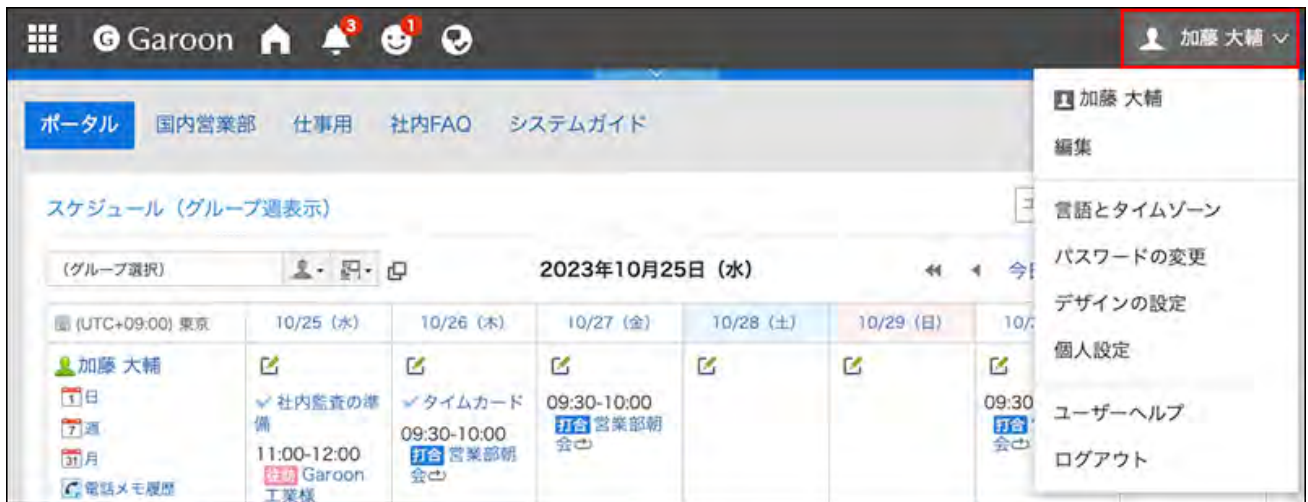 Garoon 3 1 加藤 大輔
加藤 大輔
ポータル 国内営業部 仕事用 社内FAQ システムガイド
編集
スケジュール（グループ週表示）
言語とタイムゾーン
(グループ選択) 2023年10月25日（水） 今日
パスワードの変更
デザインの設定
(UTC+09:00) 東京 10/25（水） 10/26（木） 10/27（金） 10/28（土） 10/29（日） 10/
個人設定
加藤 大輔
日 社内監査の準 タイムカード 09:30-10:00 09:30
週 備 09:30-10:00 打合 営業部朝 打合
ユーザーヘルプ
月 11:00-12:00 打合 営業部朝 会 会
往訪 Garoon 会
ログアウト
電話メモ履歴 工業様